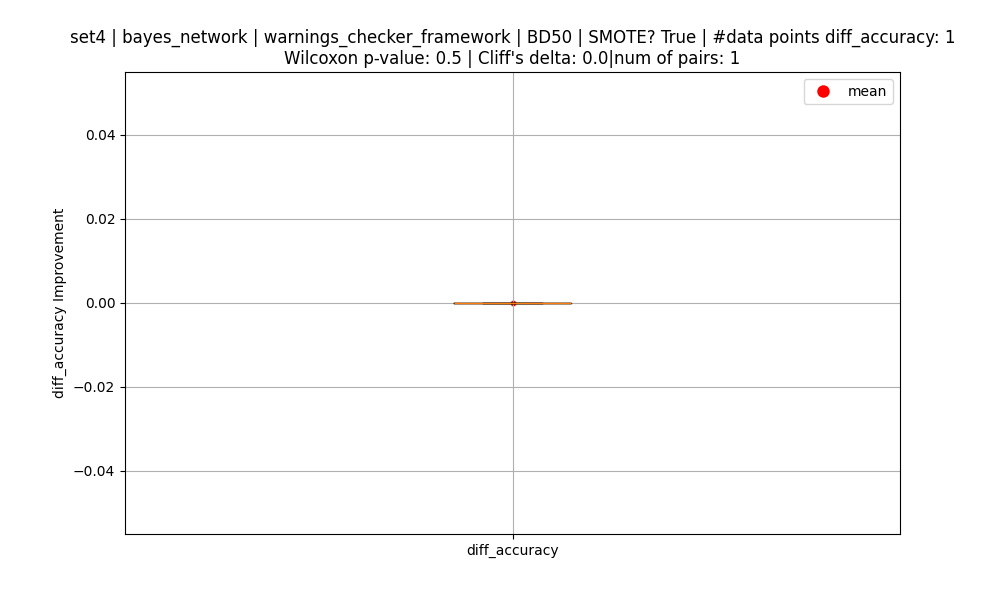 set4 | bayes_network | warnings_checker_framework | BD50 | SMOTE? True | #data points diff_accuracy: 1
Wilcoxon p-value: 0.5 | Cliff's delta: 0.0|num of pairs: 1
mean
0.04
0.02
0.00
−0.02
−0.04
diff_accuracy Improvement
diff_accuracy